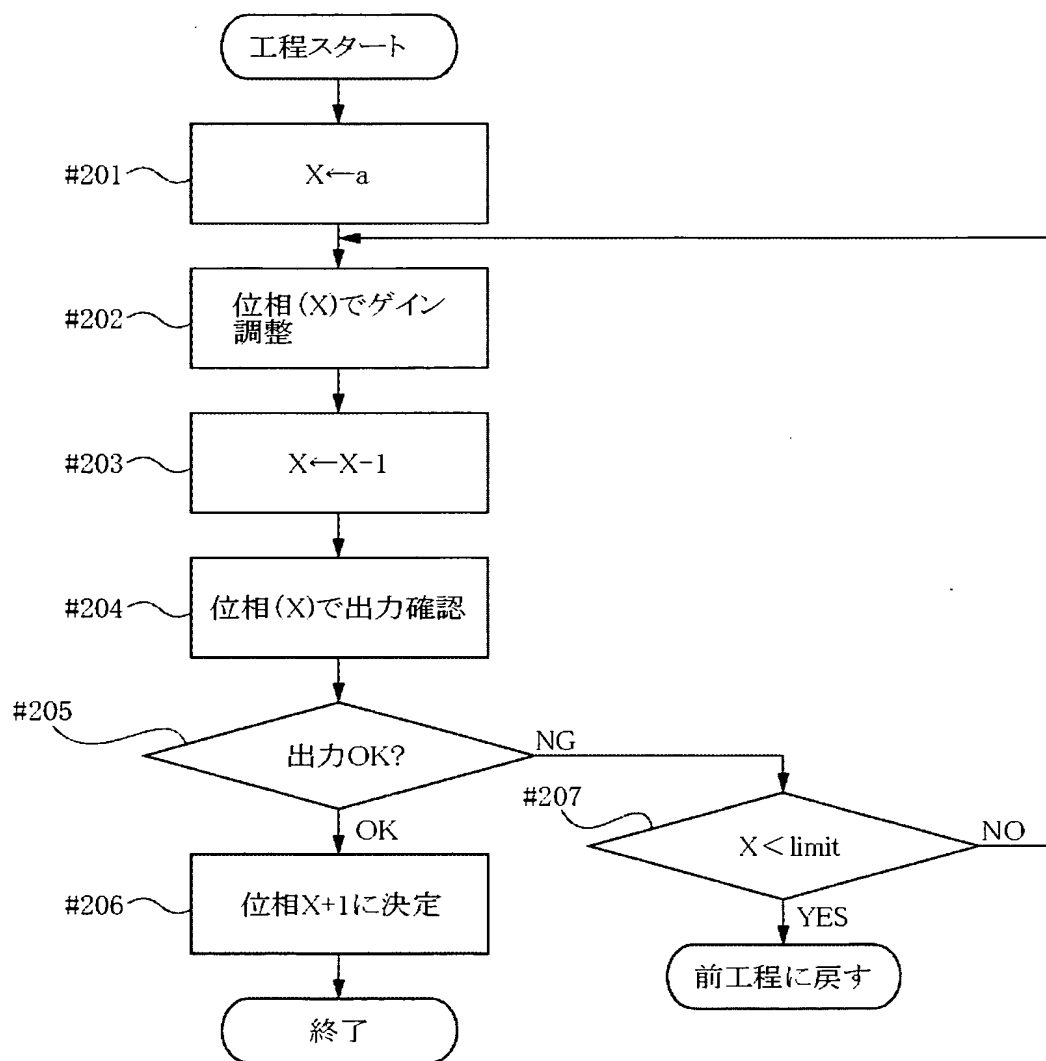 工程スタート
#201
X←a
#202
位相(X)でゲイン
調整
#203
X←X-1
#204
位相(X)で出力確認
#205
出力OK?
NG
OK
#207
X<limit
NO
YES
#206
位相X+1に決定
前工程に戻す
終了